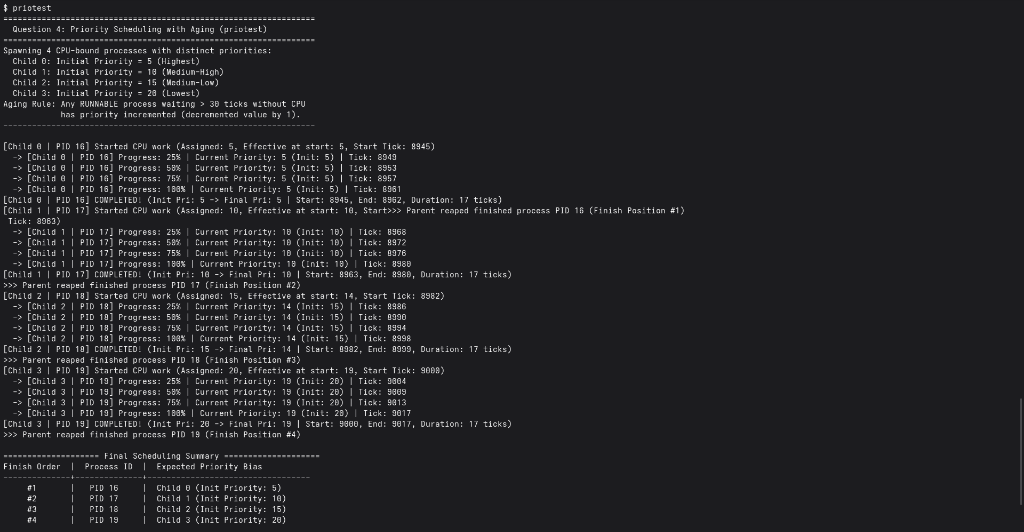 $ priotest
=================================================================
  Question 4: Priority Scheduling with Aging (priotest)
=================================================================
Spawning 4 CPU-bound processes with distinct priorities:
  Child 0: Initial Priority = 5 (Highest)
  Child 1: Initial Priority = 10 (Medium-High)
  Child 2: Initial Priority = 15 (Medium-Low)
  Child 3: Initial Priority = 20 (Lowest)
Aging Rule: Any RUNNABLE process waiting > 30 ticks without CPU
            has priority incremented (decremented value by 1).
-----------------------------------------------------------------
[Child 0 | PID 16] Started CPU work (Assigned: 5, Effective at start: 5, Start Tick: 8945)
  -> [Child 0 | PID 16] Progress: 25% | Current Priority: 5 (Init: 5) | Tick: 8949
  -> [Child 0 | PID 16] Progress: 50% | Current Priority: 5 (Init: 5) | Tick: 8953
  -> [Child 0 | PID 16] Progress: 75% | Current Priority: 5 (Init: 5) | Tick: 8957
  -> [Child 0 | PID 16] Progress: 100% | Current Priority: 5 (Init: 5) | Tick: 8961
[Child 0 | PID 16] COMPLETED! (Init Pri: 5 -> Final Pri: 5 | Start: 8945, End: 8962, Duration: 17 ticks)
[Child 1 | PID 17] Started CPU work (Assigned: 10, Effective at start: 10, Start>>> Parent reaped finished process PID 16 (Finish Position #1)
 Tick: 8963)
  -> [Child 1 | PID 17] Progress: 25% | Current Priority: 10 (Init: 10) | Tick: 8968
  -> [Child 1 | PID 17] Progress: 50% | Current Priority: 10 (Init: 10) | Tick: 8972
  -> [Child 1 | PID 17] Progress: 75% | Current Priority: 10 (Init: 10) | Tick: 8976
  -> [Child 1 | PID 17] Progress: 100% | Current Priority: 10 (Init: 10) | Tick: 8980
[Child 1 | PID 17] COMPLETED! (Init Pri: 10 -> Final Pri: 10 | Start: 8963, End: 8980, Duration: 17 ticks)
>>> Parent reaped finished process PID 17 (Finish Position #2)
[Child 2 | PID 18] Started CPU work (Assigned: 15, Effective at start: 14, Start Tick: 8982)
  -> [Child 2 | PID 18] Progress: 25% | Current Priority: 14 (Init: 15) | Tick: 8986
  -> [Child 2 | PID 18] Progress: 50% | Current Priority: 14 (Init: 15) | Tick: 8990
  -> [Child 2 | PID 18] Progress: 75% | Current Priority: 14 (Init: 15) | Tick: 8994
  -> [Child 2 | PID 18] Progress: 100% | Current Priority: 14 (Init: 15) | Tick: 8998
[Child 2 | PID 18] COMPLETED! (Init Pri: 15 -> Final Pri: 14 | Start: 8982, End: 8999, Duration: 17 ticks)
>>> Parent reaped finished process PID 18 (Finish Position #3)
[Child 3 | PID 19] Started CPU work (Assigned: 20, Effective at start: 19, Start Tick: 9000)
  -> [Child 3 | PID 19] Progress: 25% | Current Priority: 19 (Init: 20) | Tick: 9004
  -> [Child 3 | PID 19] Progress: 50% | Current Priority: 19 (Init: 20) | Tick: 9009
  -> [Child 3 | PID 19] Progress: 75% | Current Priority: 19 (Init: 20) | Tick: 9013
  -> [Child 3 | PID 19] Progress: 100% | Current Priority: 19 (Init: 20) | Tick: 9017
[Child 3 | PID 19] COMPLETED! (Init Pri: 20 -> Final Pri: 19 | Start: 9000, End: 9017, Duration: 17 ticks)
>>> Parent reaped finished process PID 19 (Finish Position #4)
==================== Final Scheduling Summary ====================
Finish Order  |  Process ID  |  Expected Priority Bias
--------------+--------------+----------------------------------
     #1       |    PID 16    |  Child 0 (Init Priority: 5)
     #2       |    PID 17    |  Child 1 (Init Priority: 10)
     #3       |    PID 18    |  Child 2 (Init Priority: 15)
     #4       |    PID 19    |  Child 3 (Init Priority: 20)